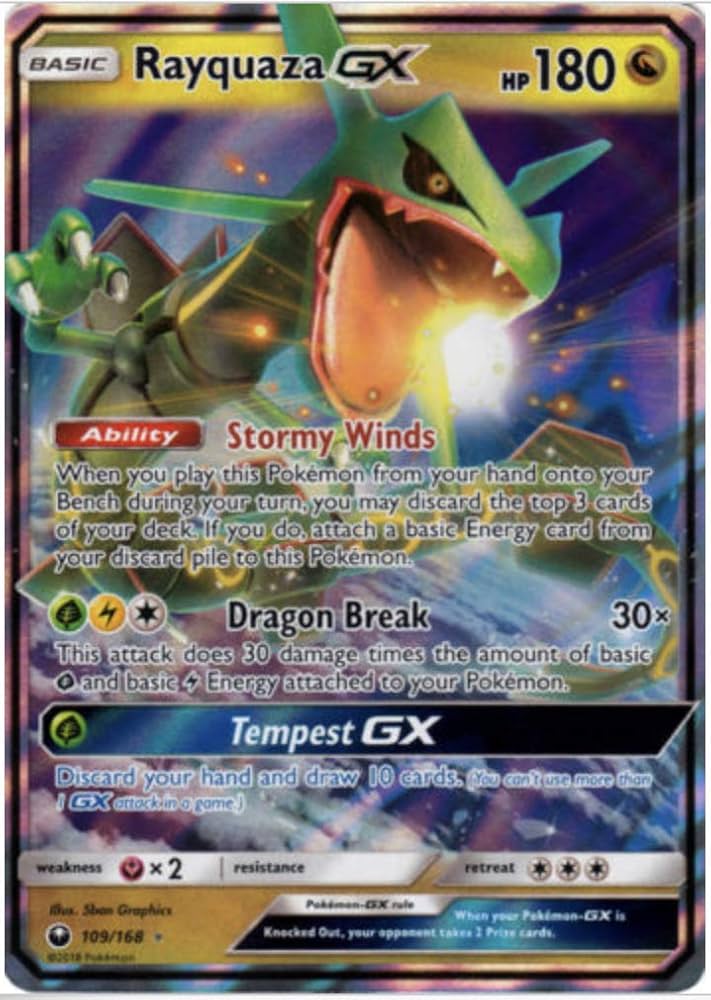 BASIC Rayquaza GX HP 180
Ability Stormy Winds
When you play this Pokémon from your hand onto your
Bench during your turn, you may discard the top 3 cards
of your deck. If you do, attach a basic Energy card from
your discard pile to this Pokémon.
Dragon Break 30×
This attack does 30 damage times the amount of basic
and basic Energy attached to your Pokémon.
Tempest GX
Discard your hand and draw 10 cards. (You can't use more than
1 GX attack in a game.)
weakness ×2 resistance retreat
Illus. 5ban Graphics
109/168
©2018 Pokémon
Pokémon-GX rule
When your Pokémon-GX is
Knocked Out, your opponent takes 2 Prize cards.